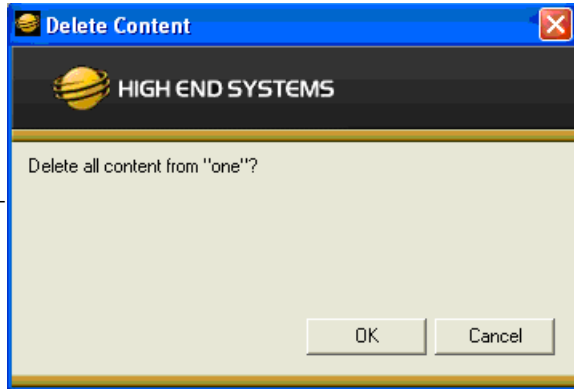 Delete Content
HIGH END SYSTEMS
Delete all content from "one"?
OK Cancel